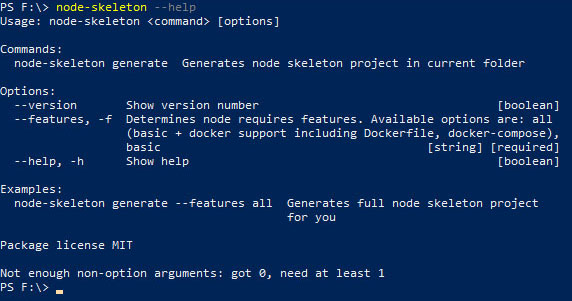 PS F:\> node-skeleton --help
Usage: node-skeleton <command> [options]
Commands:
node-skeleton generate  Generates node skeleton project in current folder
Options:
--version       Show version number                                  [boolean]
--features, -f  Determines node requires features. Available options are: all
(basic + docker support including Dockerfile, docker-compose),
basic                                      [string] [required]
--help, -h      Show help                                            [boolean]
Examples:
node-skeleton generate --features all  Generates full node skeleton project
for you
Package license MIT
Not enough non-option arguments: got 0, need at least 1
PS F:\>